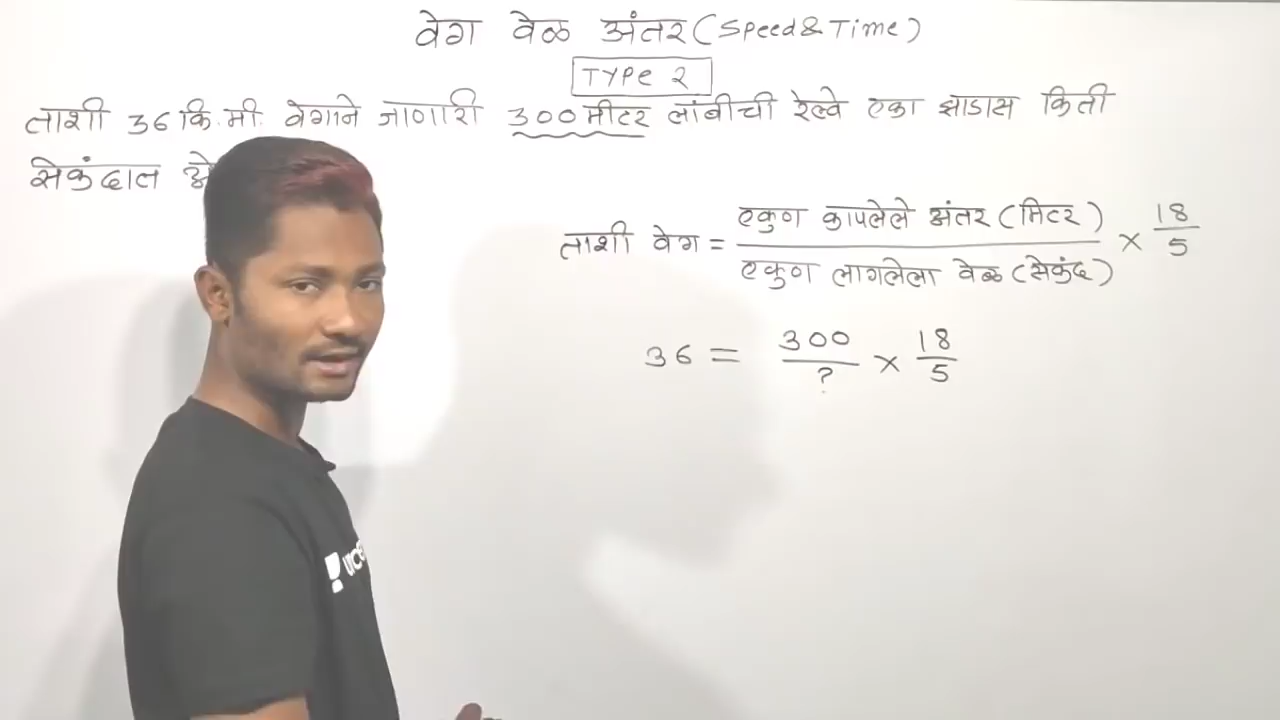 वेग वेळ अंतर (Speed & Time)
TYPE 2
ताशी 36 कि.मी. वेगाने जाणारी 300 मीटर लांबीची रेल्वे एका झाडास किती
सेकंदात
ताशी वेग = एकुण कापलेले अंतर (मिटर) / एकुण लागलेला वेळ (सेकुंद) × 18/5
36 = 300/? × 18/5